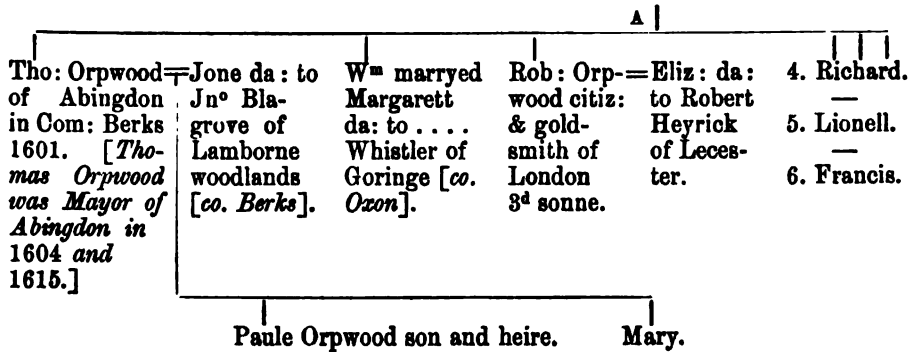 A
Tho: Orpwood=Jone da: to
of Abingdon
in Com: Berks
1601. [Tho-
mas Orpwood
was Mayor of
Abingdon in
1604 and
1615.]
Jnº Bla-
grove of
Lamborne
woodlands
[co. Berks].
Wᵐ marryed
Margarett
da: to . . . .
Whistler of
Goringe [co.
Oxon].
Rob: Orp-=Eliz: da:
wood citiz:
& gold-
smith of
London
3ᵈ sonne.
to Robert
Heyrick
of Leces-
ter.
4. Richard.
—
5. Lionell.
—
6. Francis.
Paule Orpwood son and heire.
Mary.